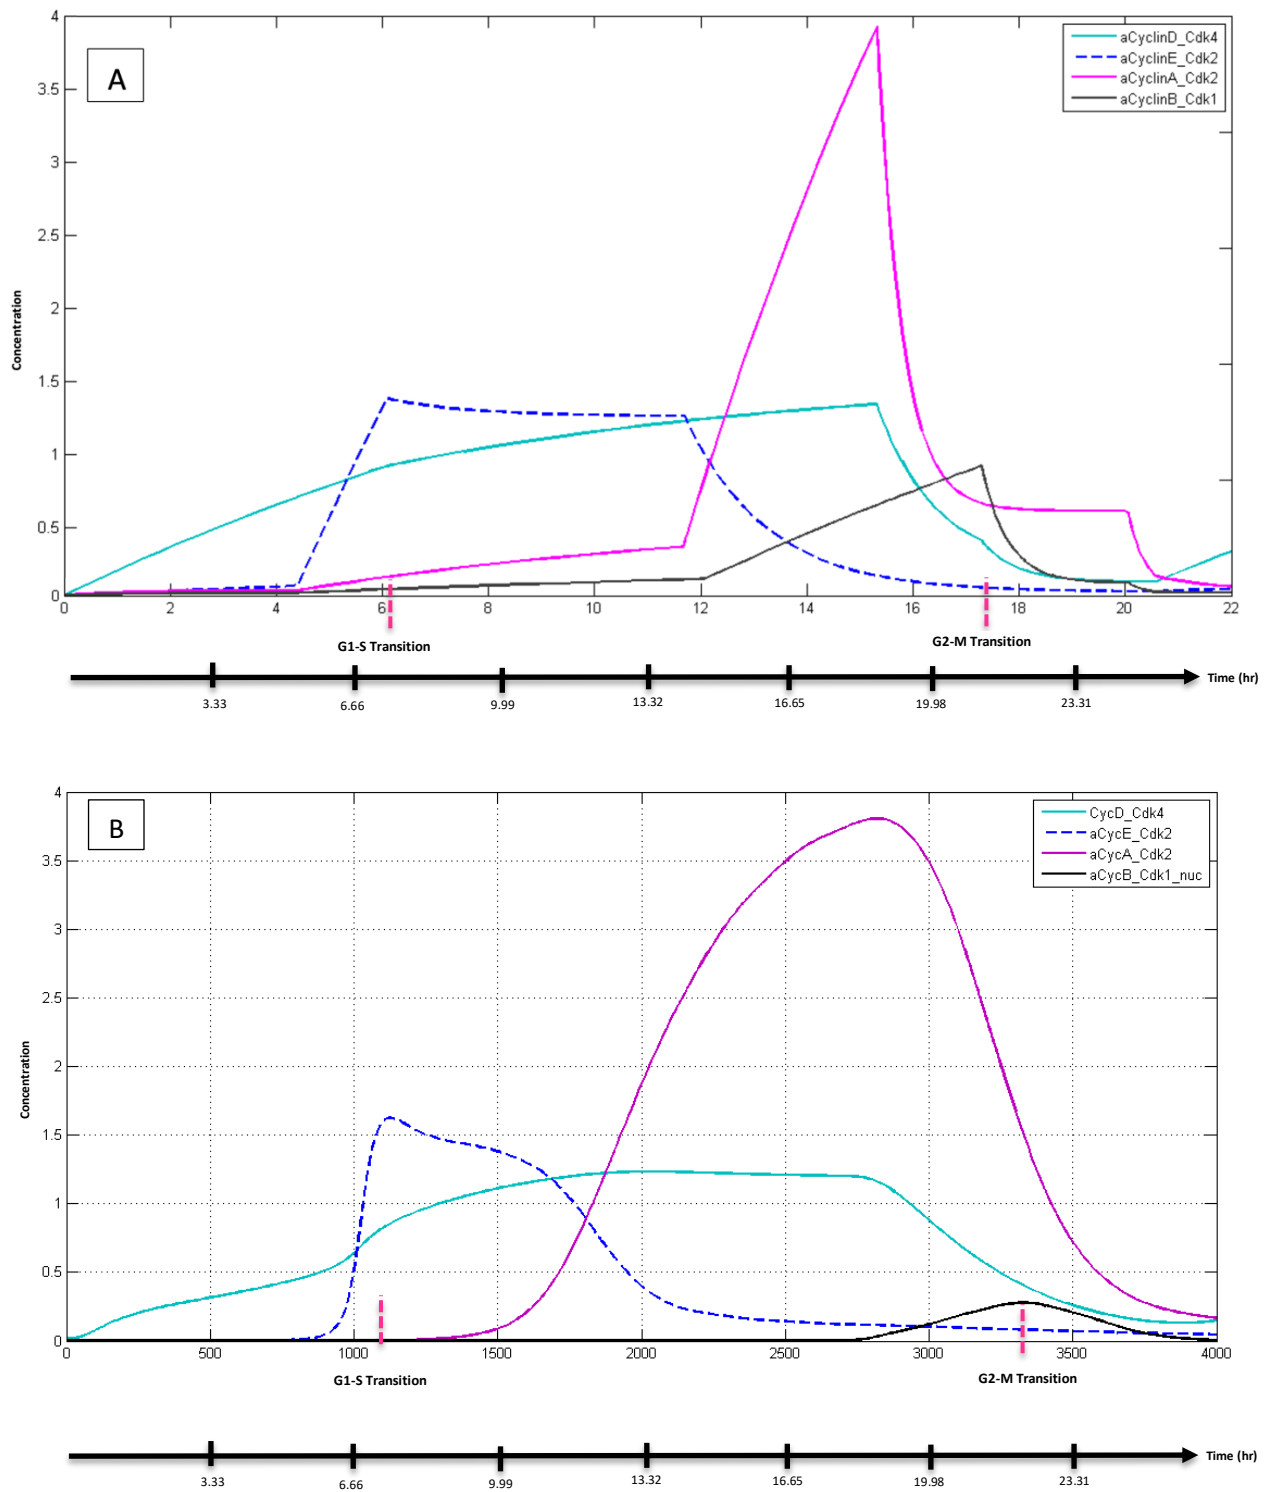 4
3.5
3
2.5
2
1.5
1
0.5
0
A
aCyclinD_Cdk4
aCyclinE_Cdk2
aCyclinA_Cdk2
aCyclinB_Cdk1
Concentration
0 2 4 6 8 10 12 14 16 18 20 22
G1-S Transition
G2-M Transition
Time (hr)
3.33 6.66 9.99 13.32 16.65 19.98 23.31
4
3.5
3
2.5
2
1.5
1
0.5
0
B
CycD_Cdk4
aCycE_Cdk2
aCycA_Cdk2
aCycB_Cdk1_nuc
Concentration
0 500 1000 1500 2000 2500 3000 3500 4000
G1-S Transition
G2-M Transition
Time (hr)
3.33 6.66 9.99 13.32 16.65 19.98 23.31